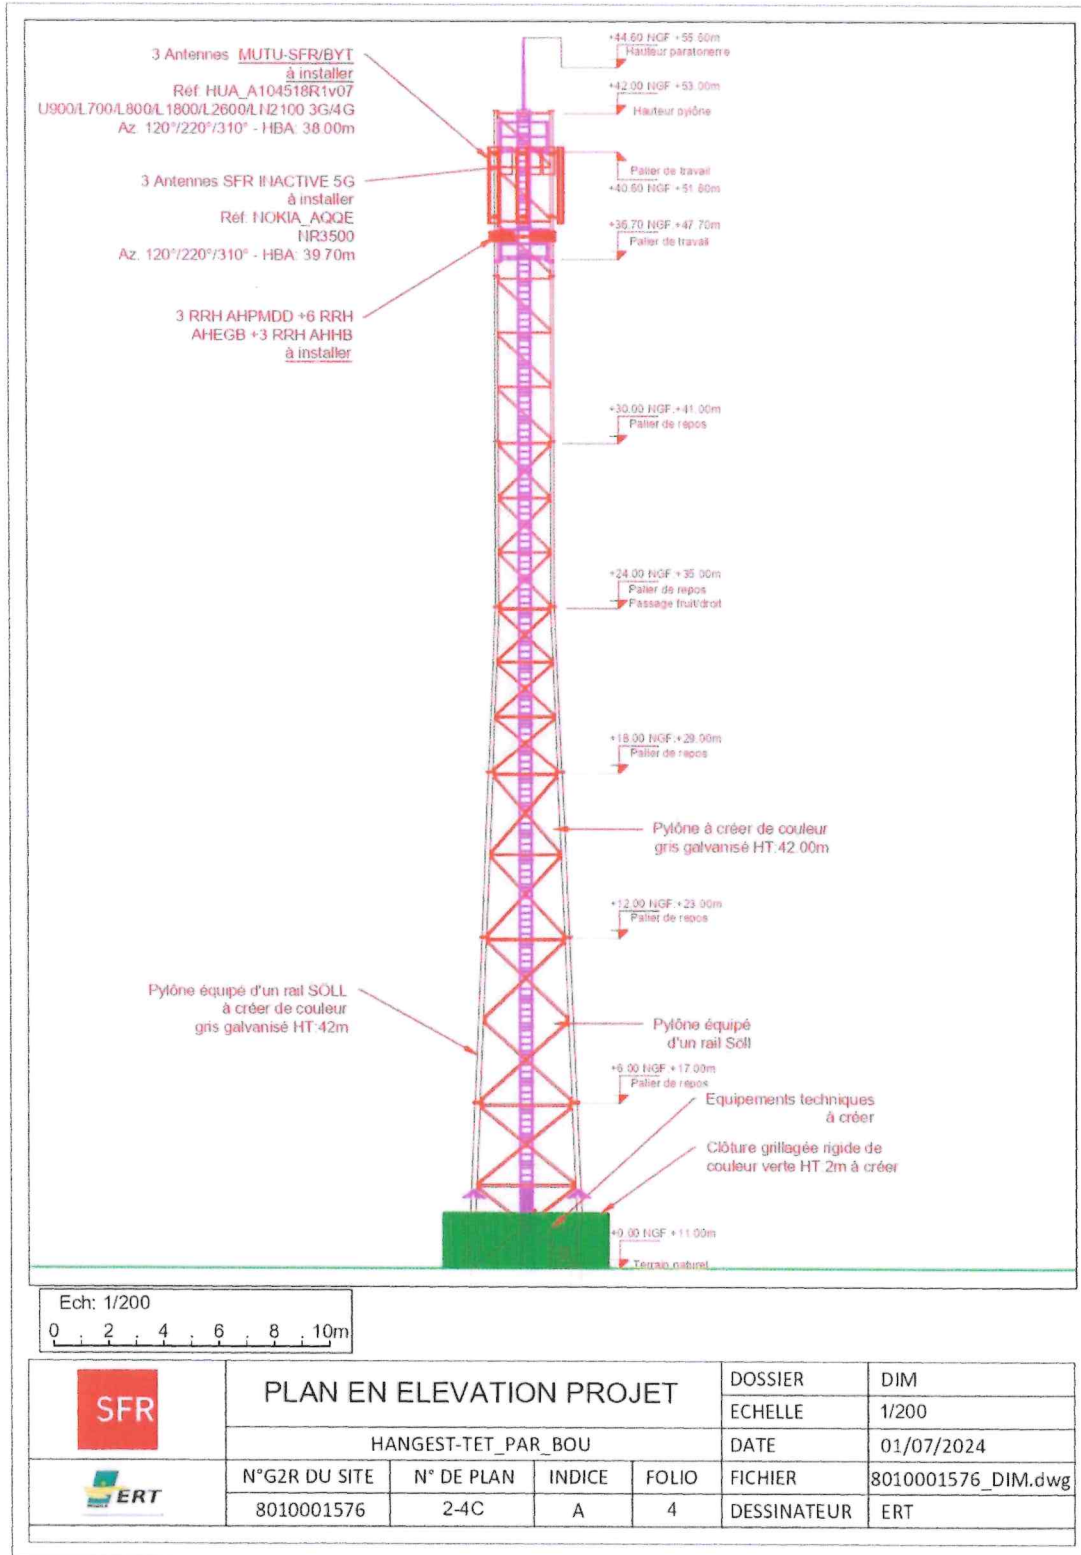 3 Antennes MUTU-SFR/BYT
à installer
Réf: HUA_A104518R1v07
U900/L700/L800/L1800/L2600/LN2100 3G/4G
Az. 120°/220°/310° - HBA: 38.00m
3 Antennes SFR INACTIVE 5G
à installer
Réf: NOKIA_AQQE
NR3500
Az. 120°/220°/310° - HBA: 39.70m
3 RRH AHPMDD +6 RRH
AHEGB +3 RRH AHHB
à installer
+44.60 NGF +55.60m
Hauteur paratonerre
+42.00 NGF +53.00m
Hauteur pylône
Palier de travail
+40.60 NGF +51.60m
+36.70 NGF +47.70m
Palier de travail
+30.00 NGF +41.00m
Palier de repos
+24.00 NGF +35.00m
Palier de repos
Passage fruit/droit
+18.00 NGF +29.00m
Palier de repos
Pylône à créer de couleur
gris galvanisé HT:42.00m
+12.00 NGF +23.00m
Palier de repos
Pylône équipé d'un rail SOLL
à créer de couleur
gris galvanisé HT:42m
Pylône équipé
d'un rail Söll
+6.00 NGF +17.00m
Palier de repos
Equipements techniques
à créer
Clôture grillagée rigide de
couleur verte HT:2m à créer
+0.00 NGF +11.00m
Terrain naturel
Ech: 1/200
0 2 4 6 8 10m
SFR
ERT
PLAN EN ELEVATION PROJET
HANGEST-TET_PAR_BOU
N°G2R DU SITE N° DE PLAN INDICE FOLIO
8010001576 2-4C A 4
DOSSIER DIM
ECHELLE 1/200
DATE 01/07/2024
FICHIER 8010001576_DIM.dwg
DESSINATEUR ERT